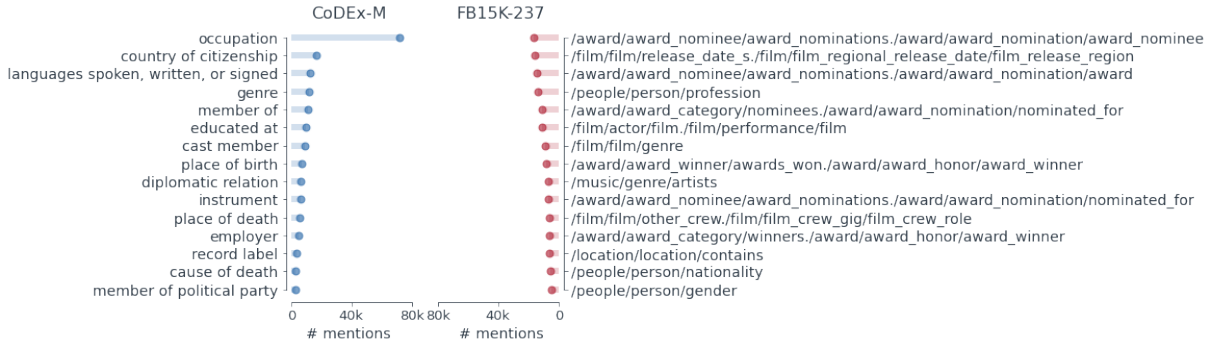 CoDEx-M FB15K-237
occupation /award/award_nominee/award_nominations./award/award_nomination/award_nominee
country of citizenship /film/film/release_date_s./film/film_regional_release_date/film_release_region
languages spoken, written, or signed /award/award_nominee/award_nominations./award/award_nomination/award
genre /people/person/profession
member of /award/award_category/nominees./award/award_nomination/nominated_for
educated at /film/actor/film./film/performance/film
cast member /film/film/genre
place of birth /award/award_winner/awards_won./award/award_honor/award_winner
diplomatic relation /music/genre/artists
instrument /award/award_nominee/award_nominations./award/award_nomination/nominated_for
place of death /film/film/other_crew./film/film_crew_gig/film_crew_role
employer /award/award_category/winners./award/award_honor/award_winner
record label /location/location/contains
cause of death /people/person/nationality
member of political party /people/person/gender
0 40k 80k 80k 40k 0
# mentions # mentions